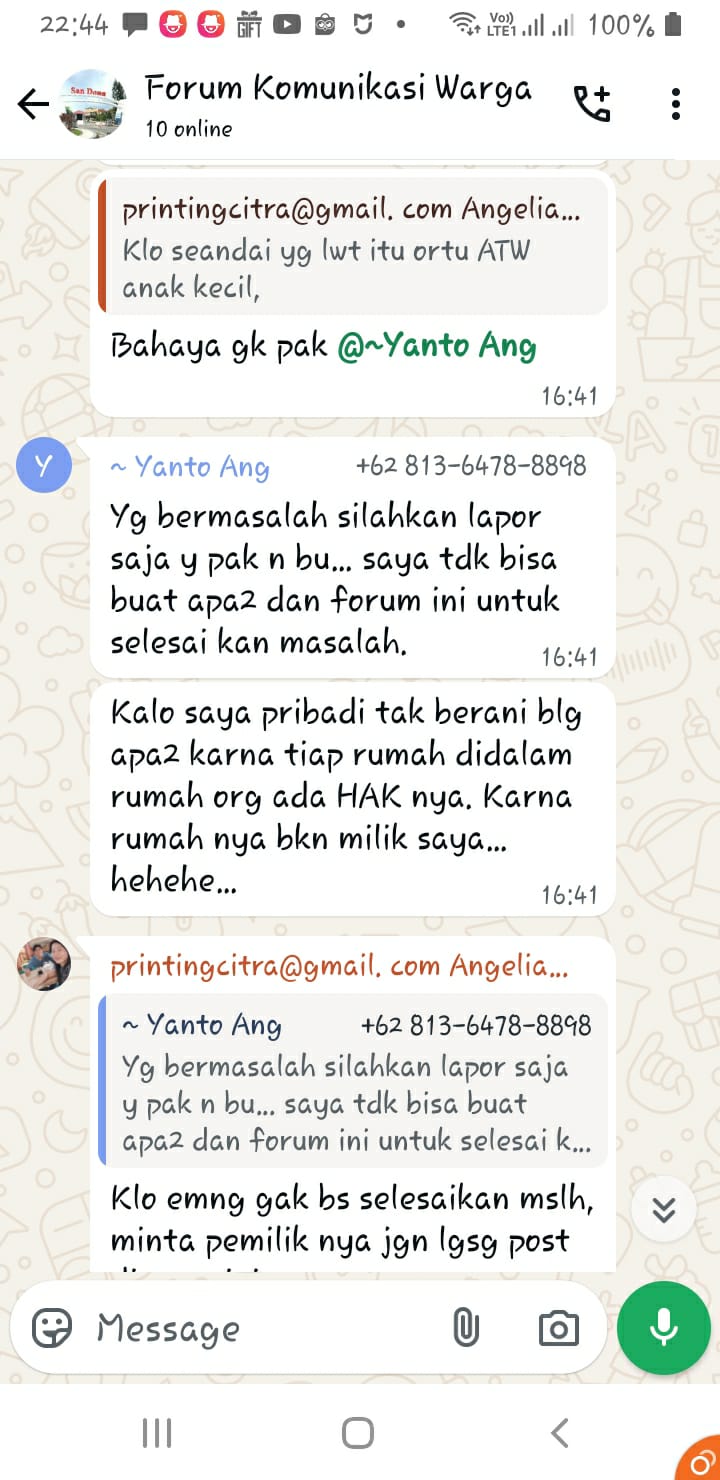 22:44
GIFT
Vo))
LTE1
100%
San Dona
Forum Komunikasi Warga
10 online
printingcitra@gmail. com Angelia...
Klo seandai yg lwt itu ortu ATW
anak kecil,
Bahaya gk pak @~Yanto Ang
16:41
Y
~ Yanto Ang +62 813-6478-8898
Yg bermasalah silahkan lapor
saja y pak n bu... saya tdk bisa
buat apa2 dan forum ini untuk
selesai kan masalah.
16:41
Kalo saya pribadi tak berani blg
apa2 karna tiap rumah didalam
rumah org ada HAK nya. Karna
rumah nya bkn milik saya...
hehehe...
16:41
printingcitra@gmail. com Angelia...
~ Yanto Ang +62 813-6478-8898
Yg bermasalah silahkan lapor saja
y pak n bu... saya tdk bisa buat
apa2 dan forum ini untuk selesai k...
Klo emng gak bs selesaikan mslh,
minta pemilik nya jgn lgsg post
Message